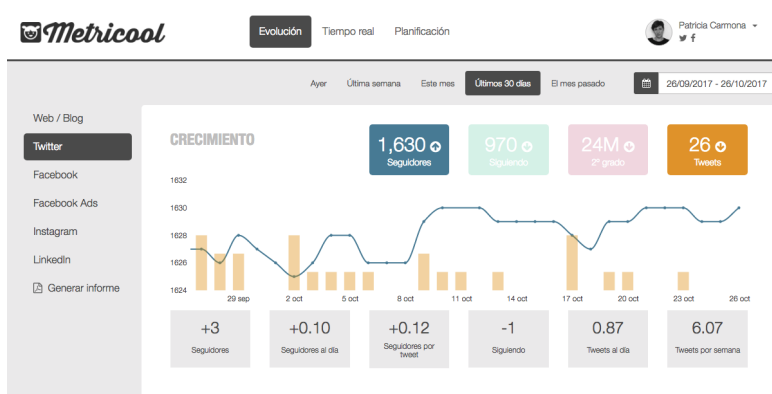 Metricool
Evolución
Tiempo real
Planificación
Patricia Carmona
Ayer
Última semana
Este mes
Últimos 30 días
El mes pasado
26/09/2017 - 26/10/2017
Web / Blog
Twitter
Facebook
Facebook Ads
Instagram
LinkedIn
Generar informe
CRECIMIENTO
1,630
Seguidores
970
Siguiendo
24M
2º grado
26
Tweets
1632
1630
1628
1626
1624
29 sep
2 oct
5 oct
8 oct
11 oct
14 oct
17 oct
20 oct
23 oct
26 oct
+3
Seguidores
+0.10
Seguidores al día
+0.12
Seguidores por
tweet
-1
Siguiendo
0.87
Tweets al día
6.07
Tweets por semana